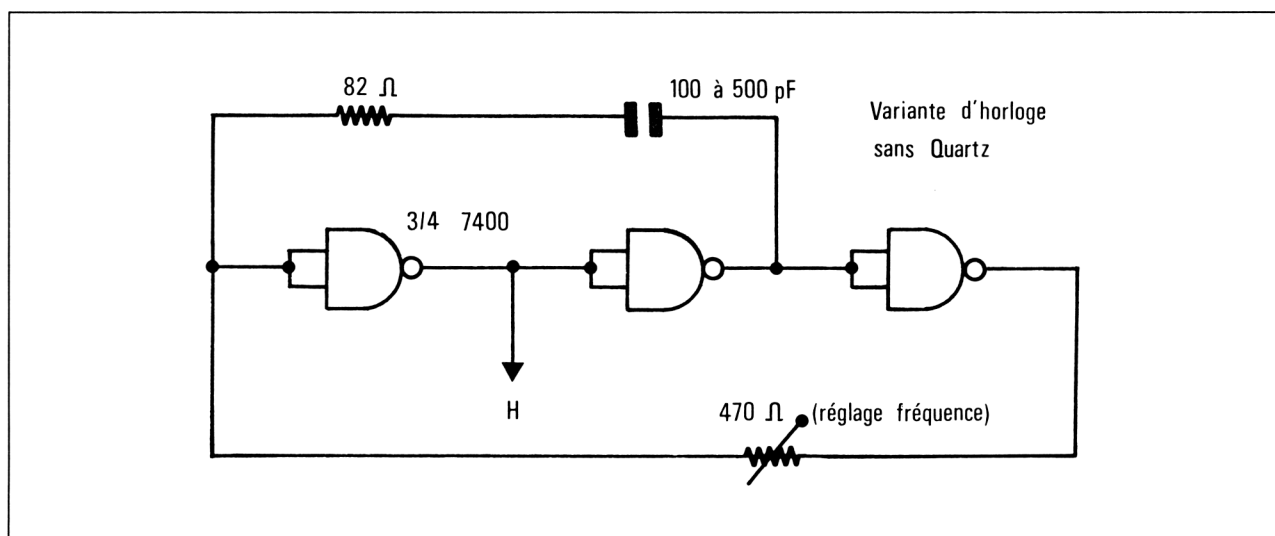 82 Ω
100 à 500 pF
Variante d'horloge
sans Quartz
3/4 7400
H
470 Ω (réglage fréquence)